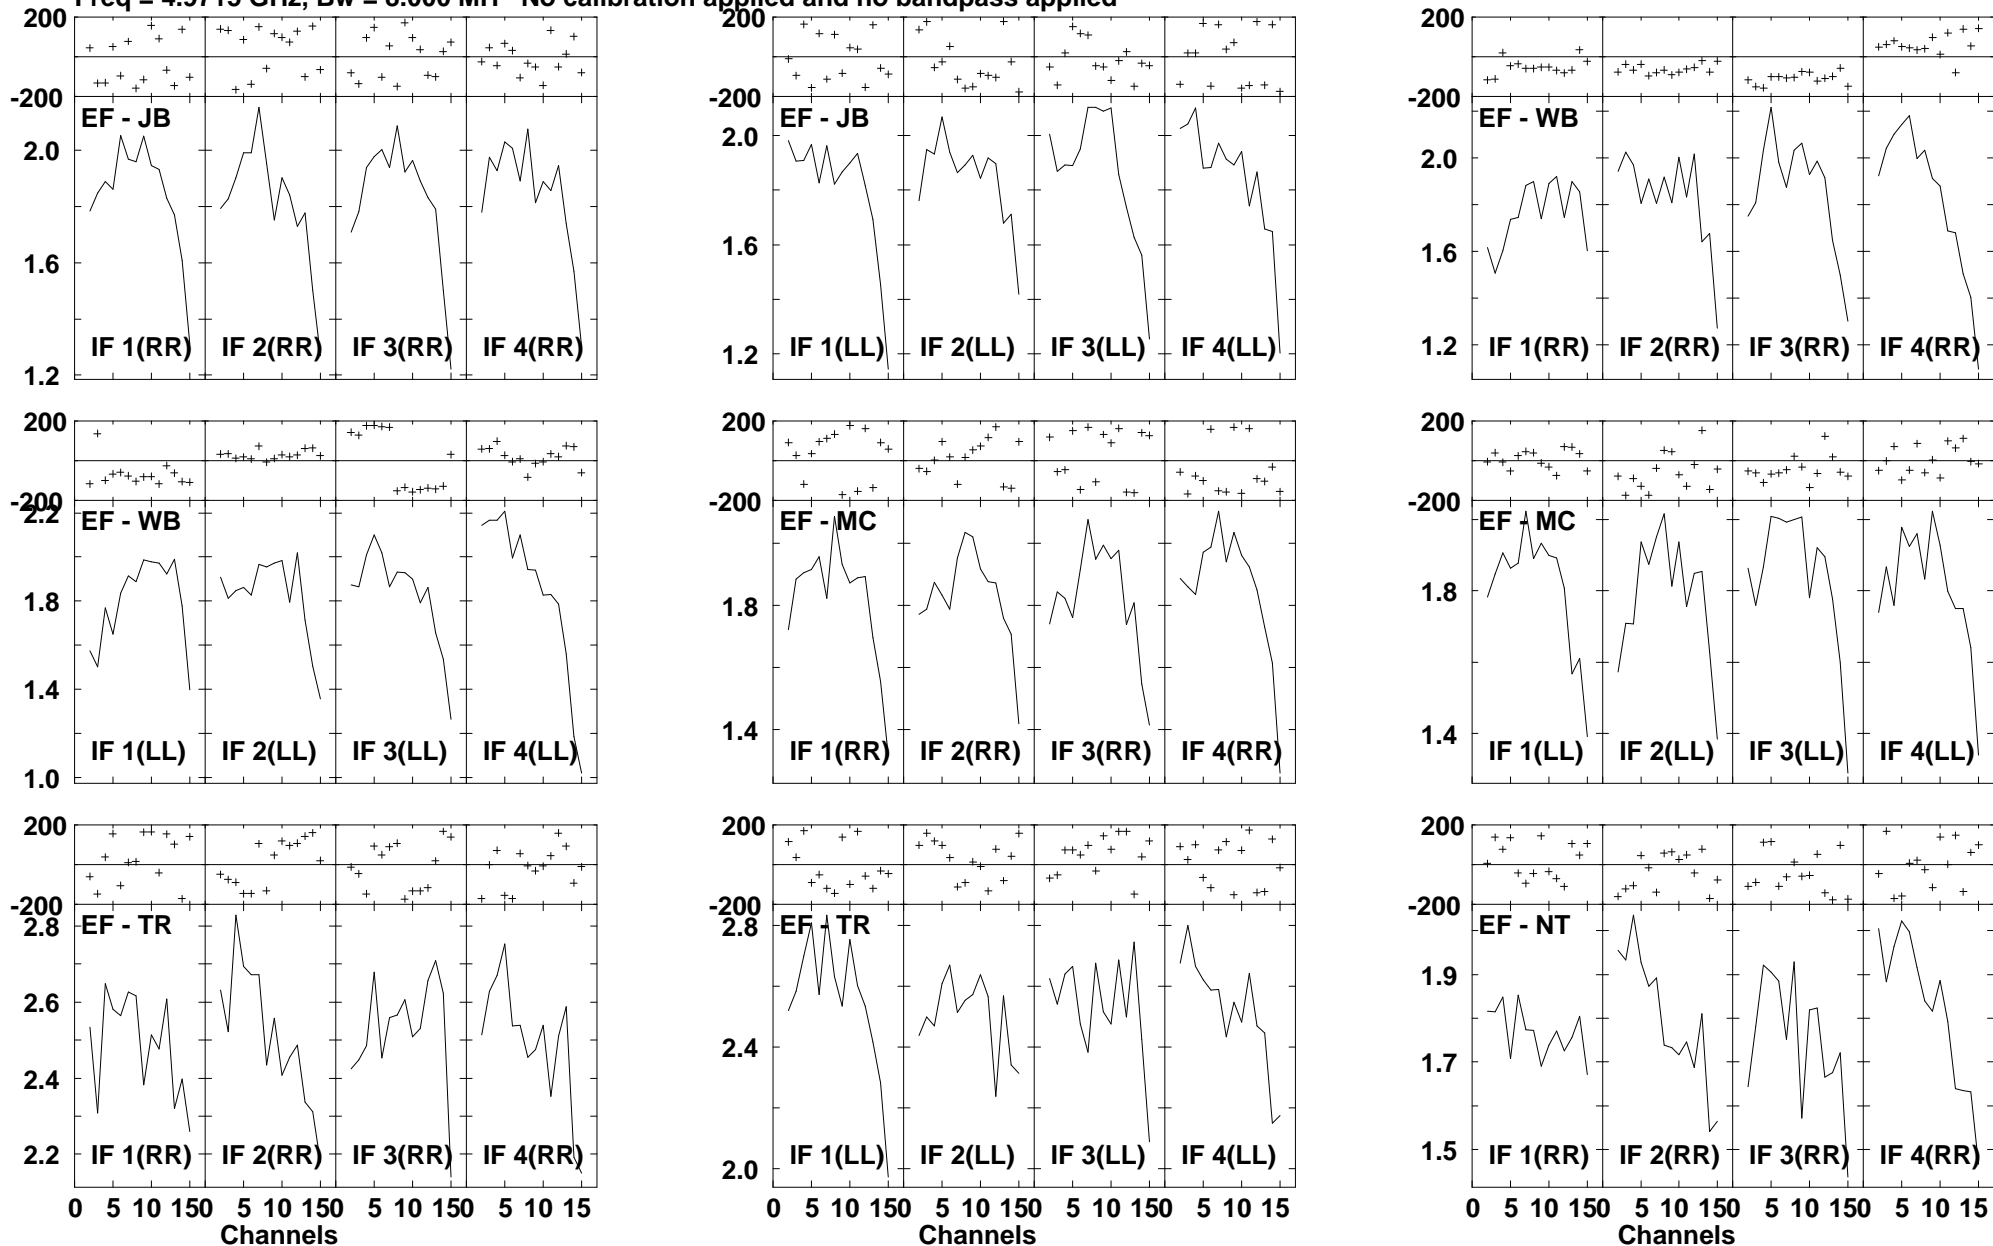 Freq = 4.9715 GHz, Bw = 8.000 MH No calibration applied and no bandpass applied
200 200 200
-200 -200 -200
EF - JB EF - JB EF - WB
2.0 2.0 2.0
1.6 1.6 1.6
1.2 1.2 1.2
IF 1(RR) IF 2(RR) IF 3(RR) IF 4(RR) IF 1(LL) IF 2(LL) IF 3(LL) IF 4(LL) IF 1(RR) IF 2(RR) IF 3(RR) IF 4(RR)
200 200 200
-200 -200 -200
2.2
EF - WB EF - MC EF - MC
1.8 1.8 1.8
1.4 1.4 1.4
1.0
IF 1(LL) IF 2(LL) IF 3(LL) IF 4(LL) IF 1(RR) IF 2(RR) IF 3(RR) IF 4(RR) IF 1(LL) IF 2(LL) IF 3(LL) IF 4(LL)
200 200 200
-200 -200 -200
EF - TR EF - TR EF - NT
2.8 2.8 1.9
2.6 2.4 1.7
2.4 2.0 1.5
2.2
IF 1(RR) IF 2(RR) IF 3(RR) IF 4(RR) IF 1(LL) IF 2(LL) IF 3(LL) IF 4(LL) IF 1(RR) IF 2(RR) IF 3(RR) IF 4(RR)
0 5 10 150 5 10 150 5 10 150 5 10 15 0 5 10 150 5 10 150 5 10 150 5 10 15 0 5 10 150 5 10 150 5 10 150 5 10 15
Channels Channels Channels